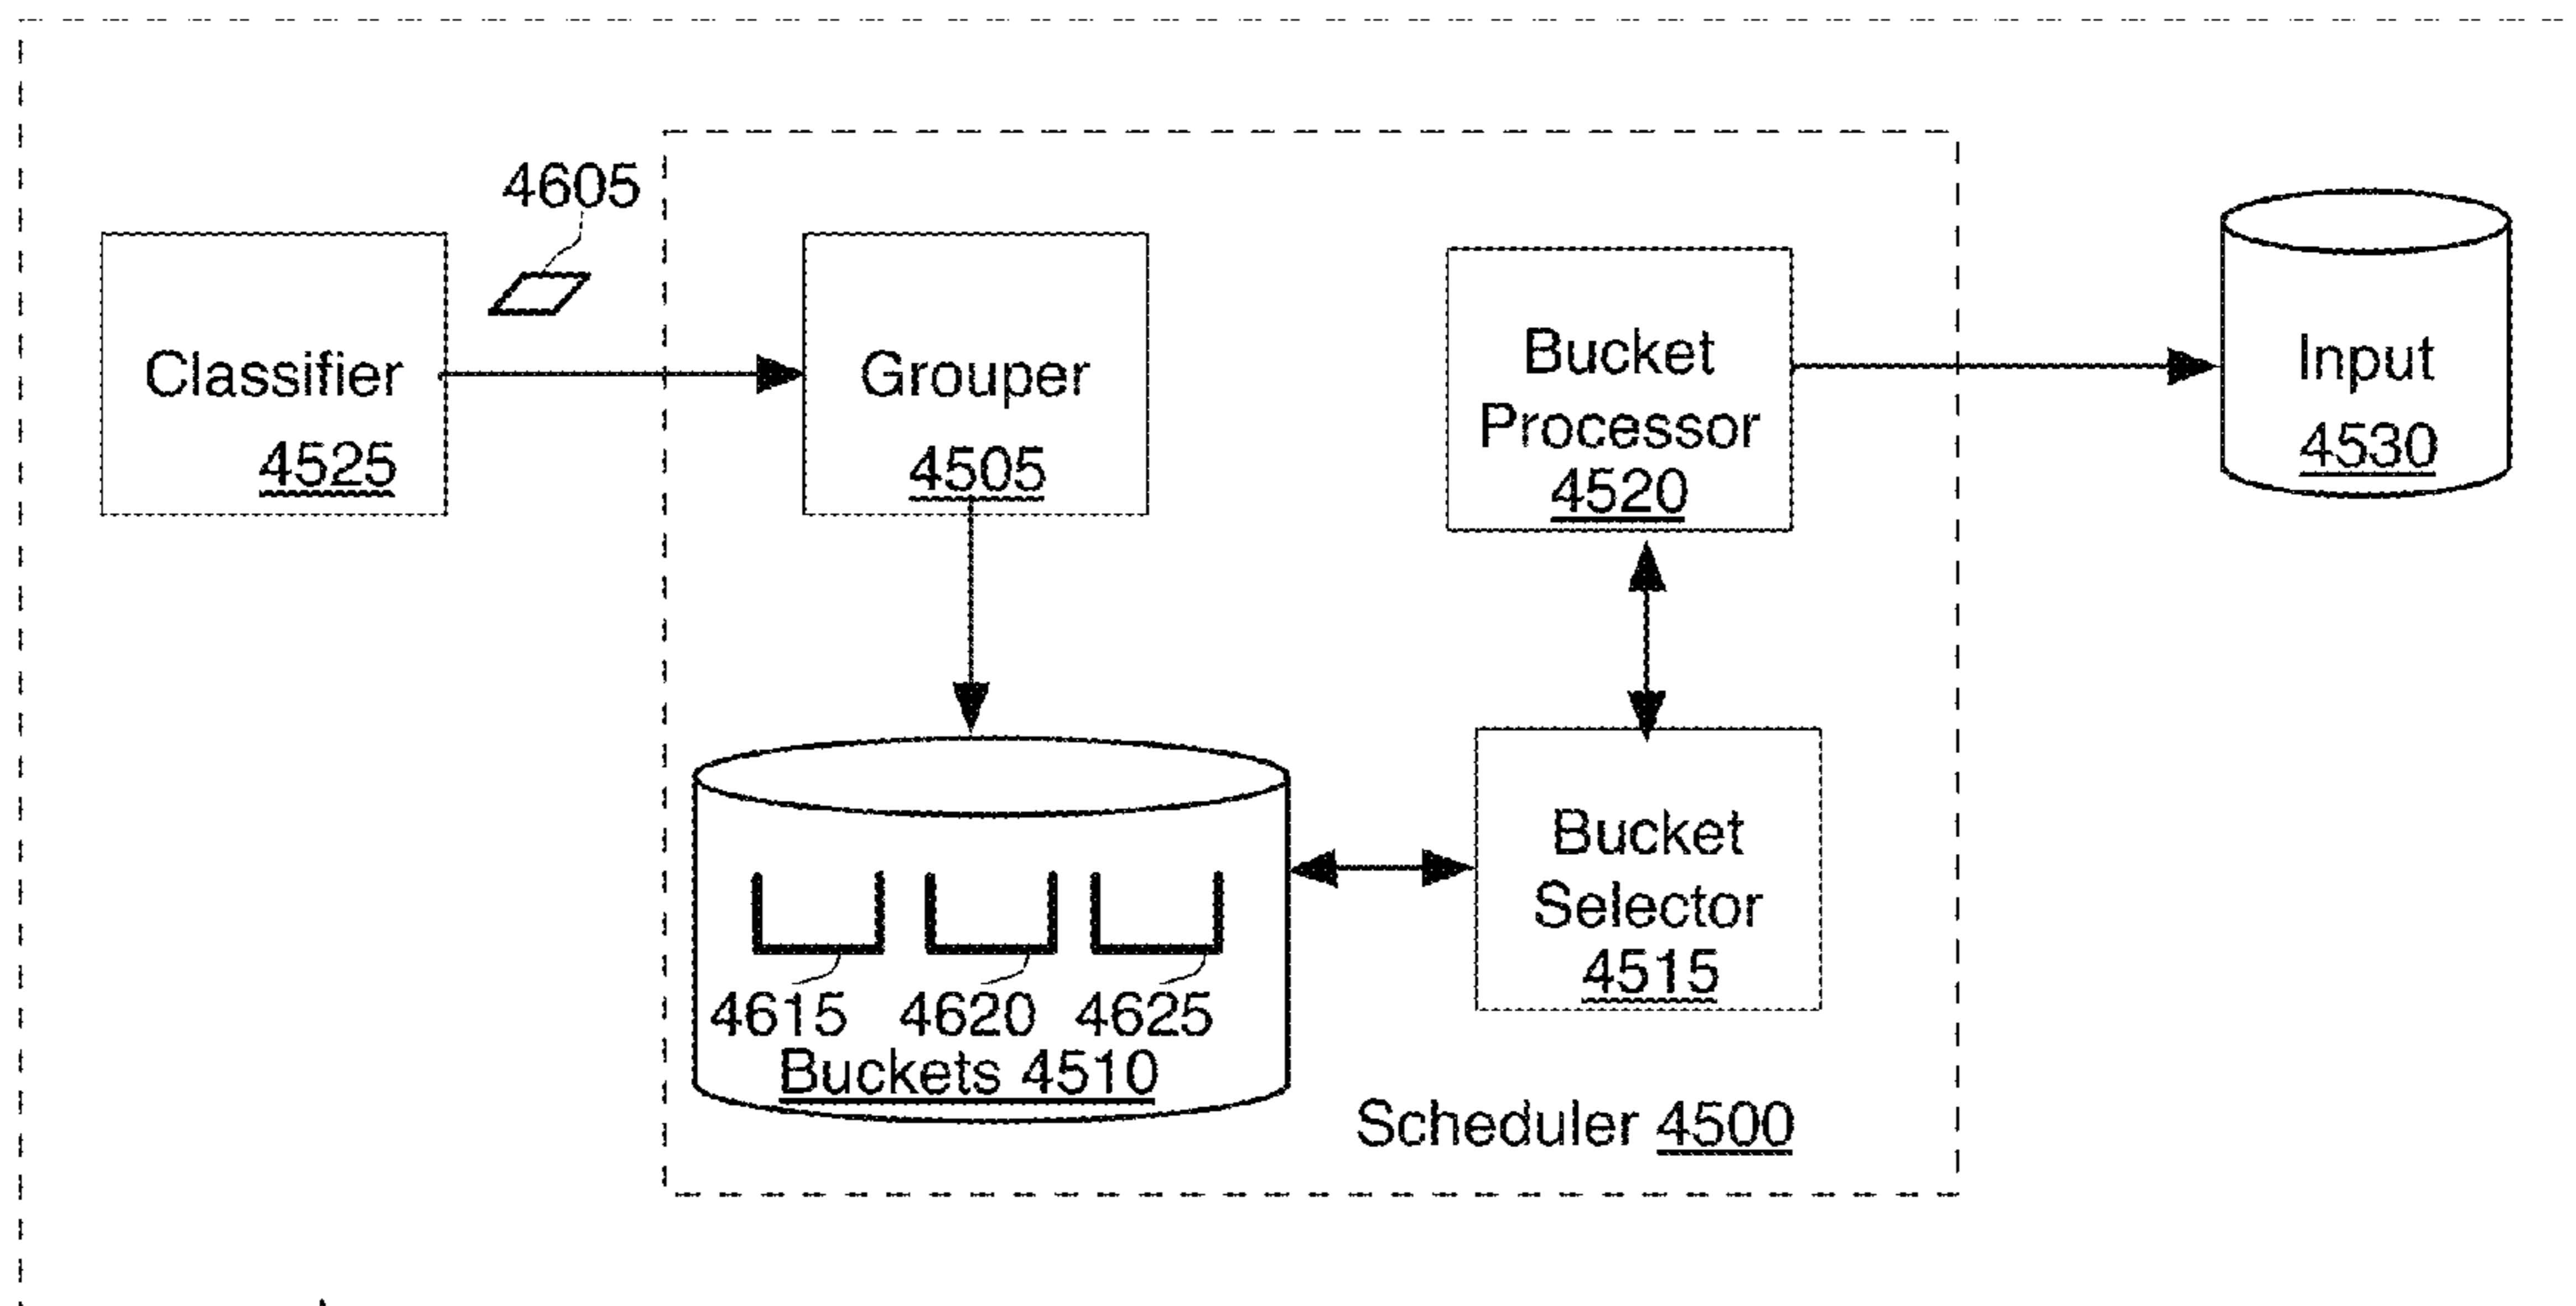 4605
Classifier
4525
Grouper
4505
Bucket
Processor
4520
Input
4530
4615 4620 4625
Buckets 4510
Bucket
Selector
4515
Scheduler 4500